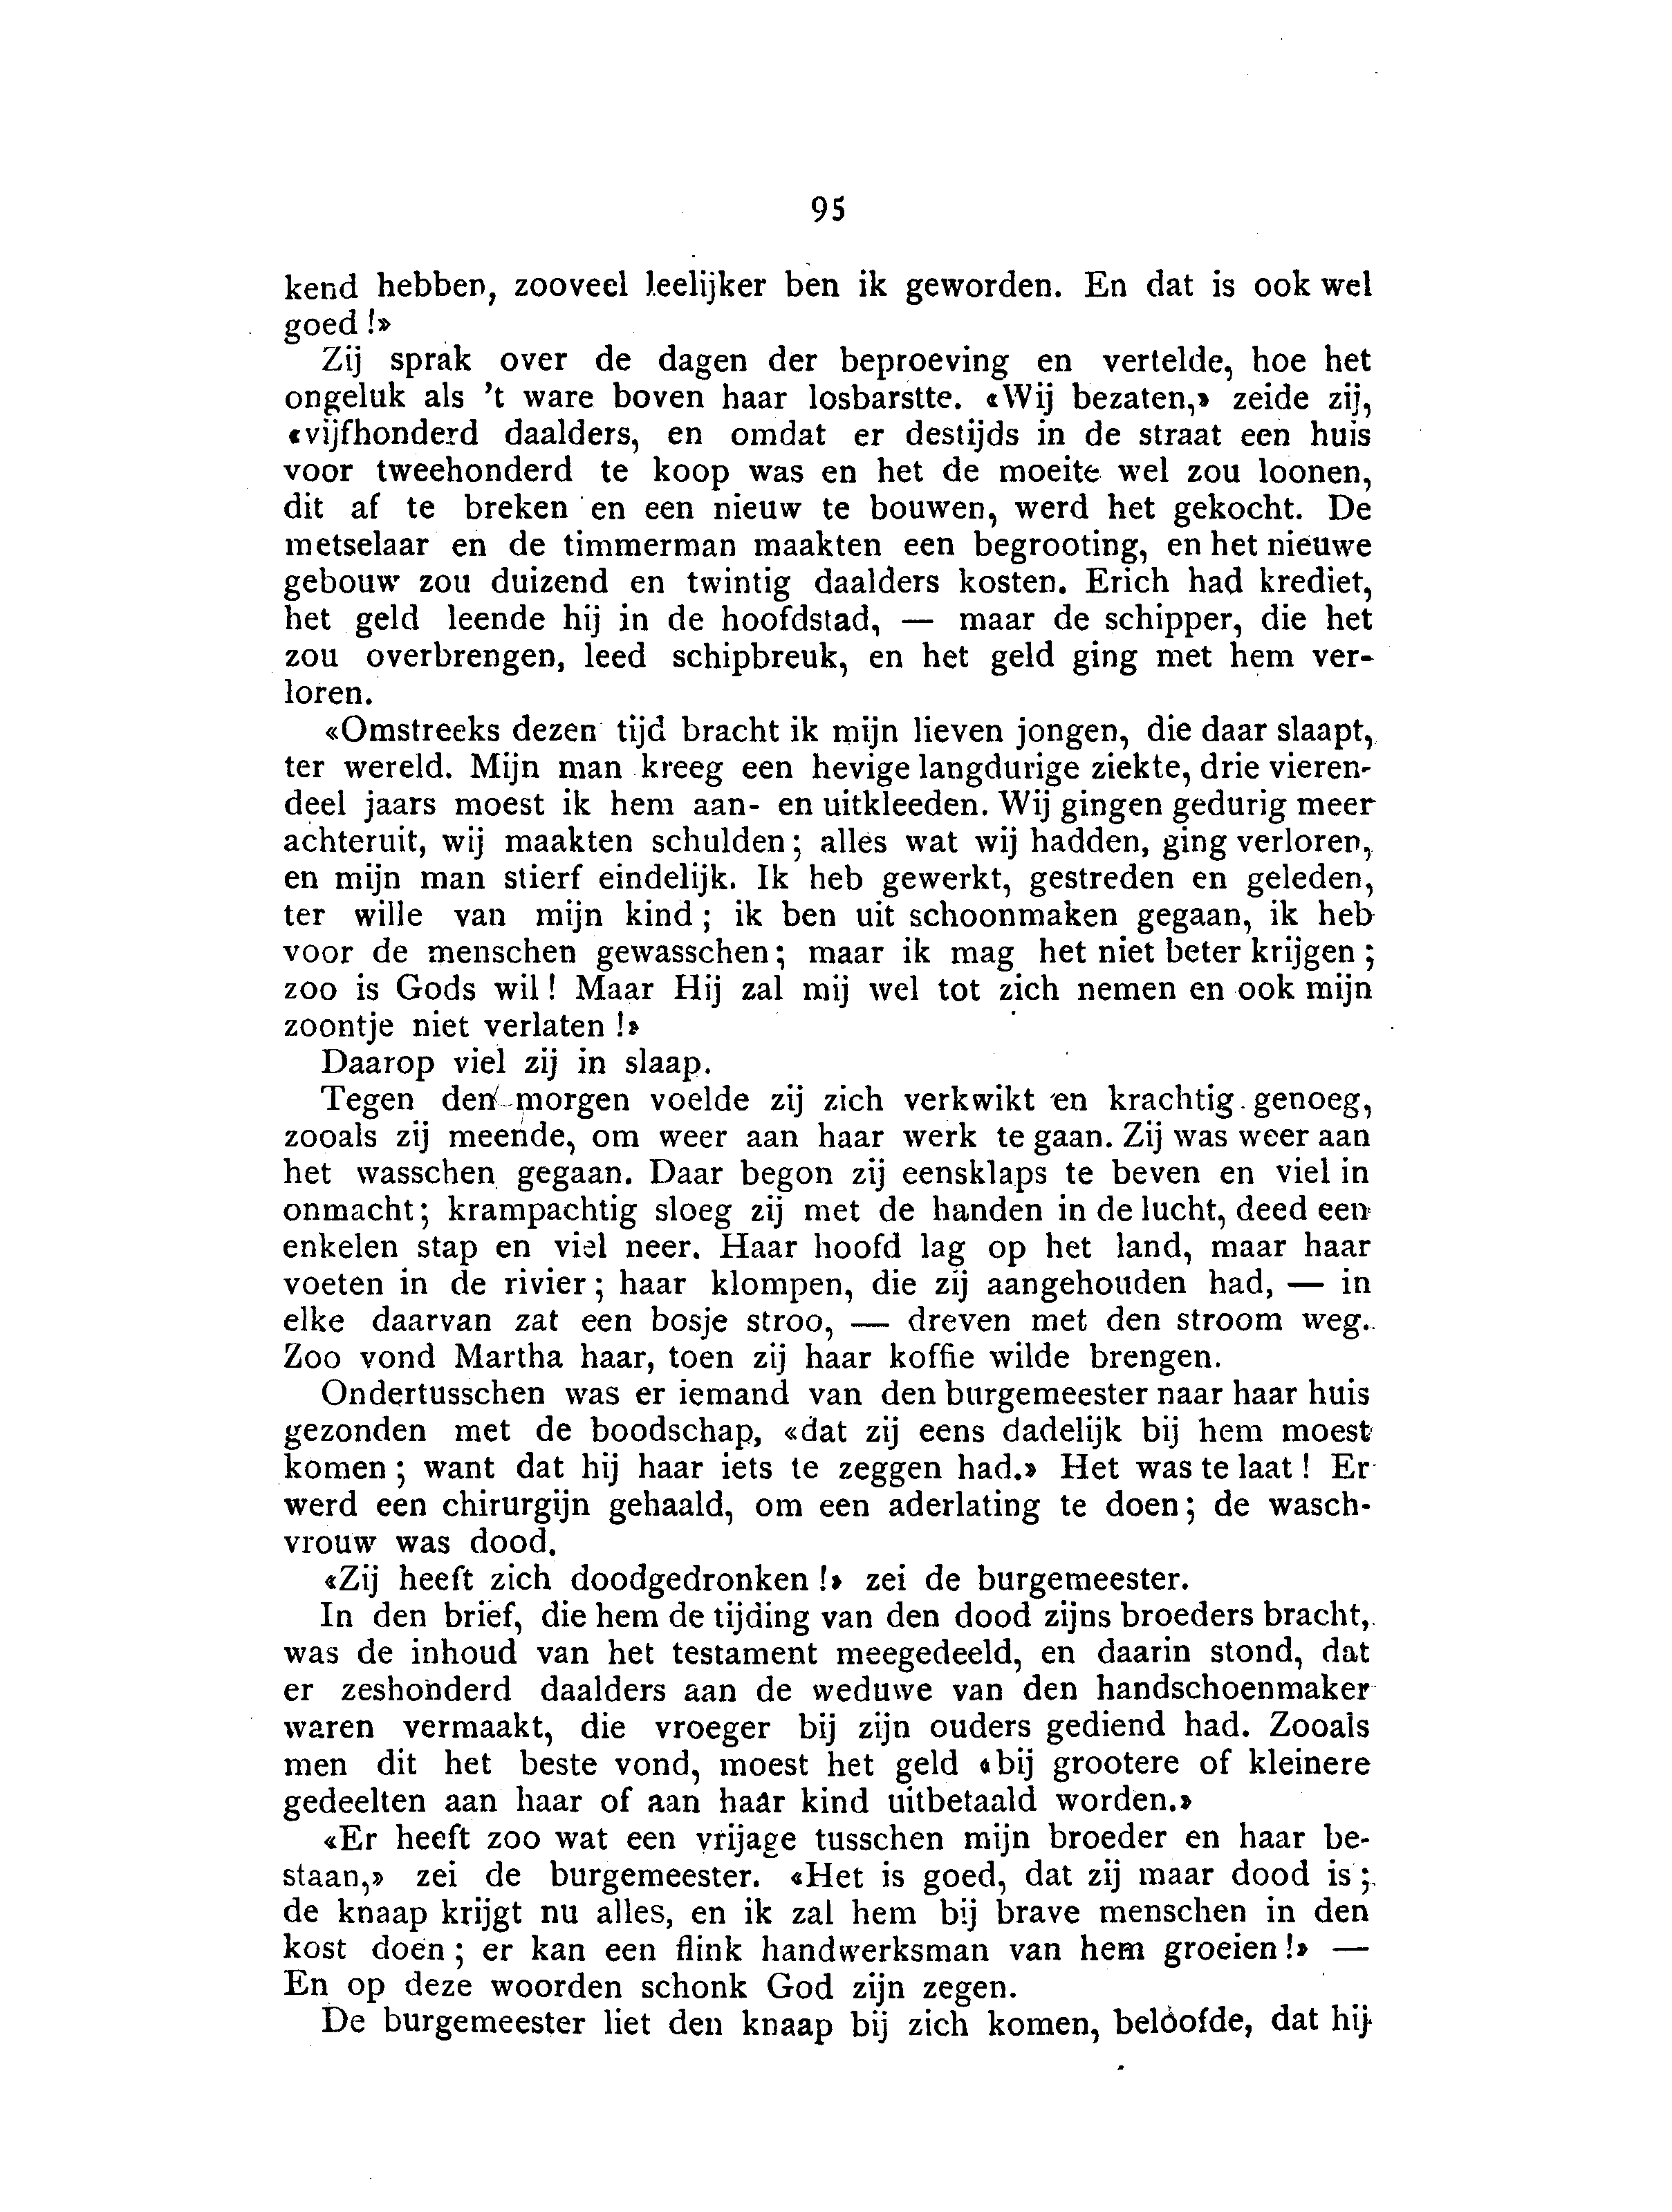 95
kend hebben, zooveel leelijker ben ik geworden. En dat is ook wel
goed !»
Zij sprak over de dagen der beproeving en vertelde, hoe het
ongeluk als 't ware boven haar losbarstte. «Wij bezaten,» zeide zij,
«vijfhonderd daalders, en omdat er destijds in de straat een huis
voor tweehonderd te koop was en het de moeite wel zou loonen,
dit af te breken en een nieuw te bouwen, werd het gekocht. De
metselaar en de timmerman maakten een begrooting, en het nieuwe
gebouw zou duizend en twintig daalders kosten. Erich had krediet,
het geld leende hij in de hoofdstad, — maar de schipper, die het
zou overbrengen, leed schipbreuk, en het geld ging met hem ver-
loren.
«Omstreeks dezen tijd bracht ik mijn lieven jongen, die daar slaapt,
ter wereld. Mijn man kreeg een hevige langdurige ziekte, drie vieren-
deel jaars moest ik hem aan- en uitkleeden. Wij gingen gedurig meer
achteruit, wij maakten schulden; alles wat wij hadden, ging verloren,
en mijn man stierf eindelijk. Ik heb gewerkt, gestreden en geleden,
ter wille van mijn kind; ik ben uit schoonmaken gegaan, ik heb
voor de menschen gewasschen; maar ik mag het niet beter krijgen;
zoo is Gods wil! Maar Hij zal mij wel tot zich nemen en ook mijn
zoontje niet verlaten !»
Daarop viel zij in slaap.
Tegen den morgen voelde zij zich verkwikt en krachtig genoeg,
zooals zij meende, om weer aan haar werk te gaan. Zij was weer aan
het wasschen gegaan. Daar begon zij eensklaps te beven en viel in
onmacht; krampachtig sloeg zij met de handen in de lucht, deed een
enkelen stap en viel neer. Haar hoofd lag op het land, maar haar
voeten in de rivier; haar klompen, die zij aangehouden had, — in
elke daarvan zat een bosje stroo, — dreven met den stroom weg.
Zoo vond Martha haar, toen zij haar koffie wilde brengen.
Ondertusschen was er iemand van den burgemeester naar haar huis
gezonden met de boodschap, «dat zij eens dadelijk bij hem moest
komen; want dat hij haar iets te zeggen had.» Het was te laat! Er
werd een chirurgijn gehaald, om een aderlating te doen; de wasch-
vrouw was dood.
«Zij heeft zich doodgedronken !» zei de burgemeester.
In den brief, die hem de tijding van den dood zijns broeders bracht,
was de inhoud van het testament meegedeeld, en daarin stond, dat
er zeshonderd daalders aan de weduwe van den handschoenmaker
waren vermaakt, die vroeger bij zijn ouders gediend had. Zooals
men dit het beste vond, moest het geld «bij grootere of kleinere
gedeelten aan haar of aan haar kind uitbetaald worden.»
«Er heeft zoo wat een vrijage tusschen mijn broeder en haar be-
staan,» zei de burgemeester. «Het is goed, dat zij maar dood is;
de knaap krijgt nu alles, en ik zal hem bij brave menschen in den
kost doen; er kan een flink handwerksman van hem groeien!» —
En op deze woorden schonk God zijn zegen.
De burgemeester liet den knaap bij zich komen, beloofde, dat hij